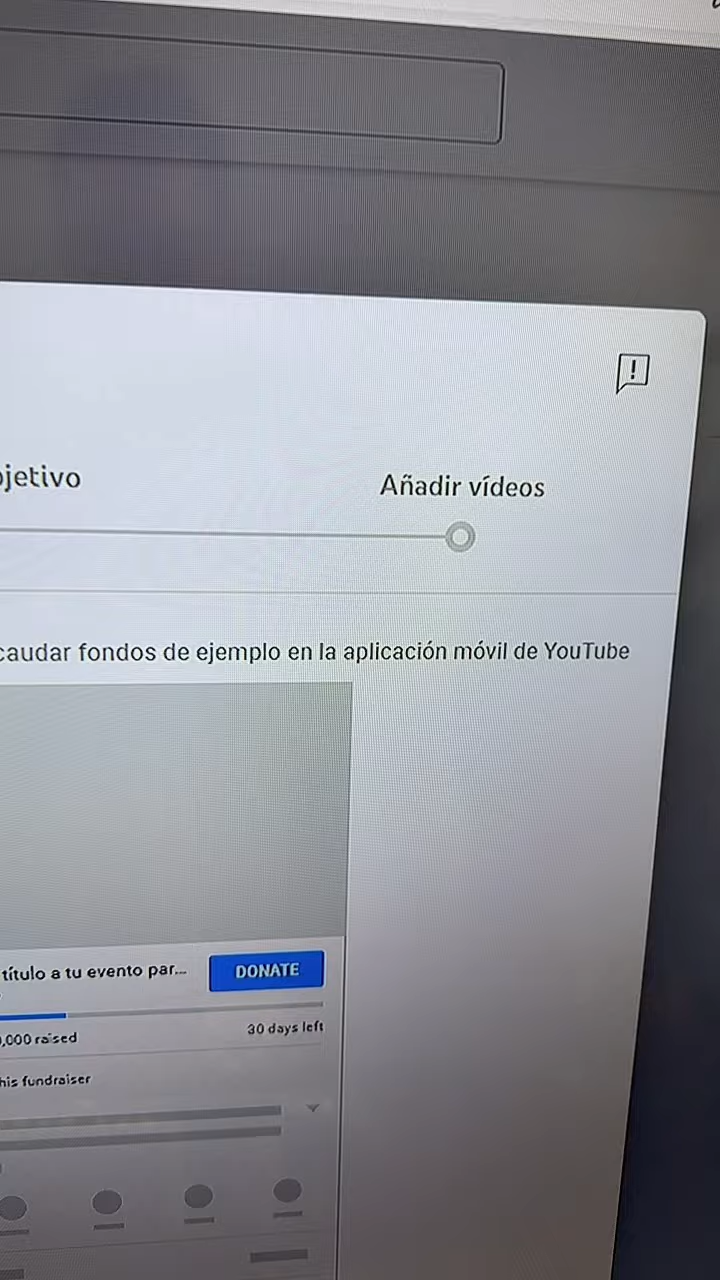 jetivo
Añadir vídeos
caudar fondos de ejemplo en la aplicación móvil de YouTube
título a tu evento par...
DONATE
,000 raised
30 days left
his fundraiser